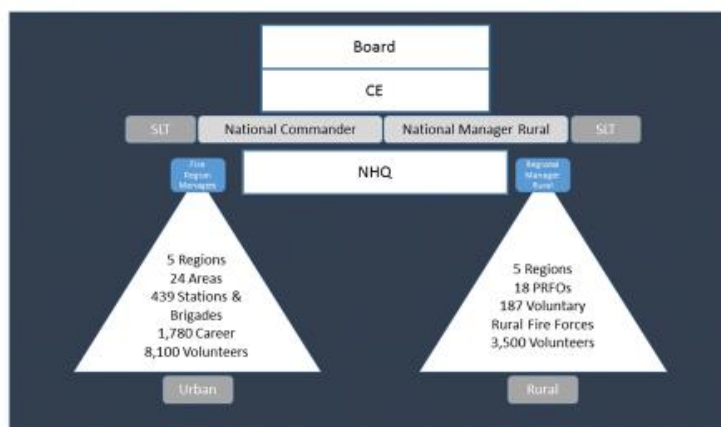 Board
CE
SLT
National Commander
National Manager Rural
SLT
Fire
Region
Managers
NHQ
Regional
Manager
Rural
5 Regions
24 Areas
439 Stations &
Brigades
1,780 Career
8,100 Volunteers
5 Regions
18 PRFOs
187 Voluntary
Rural Fire Forces
3,500 Volunteers
Urban
Rural